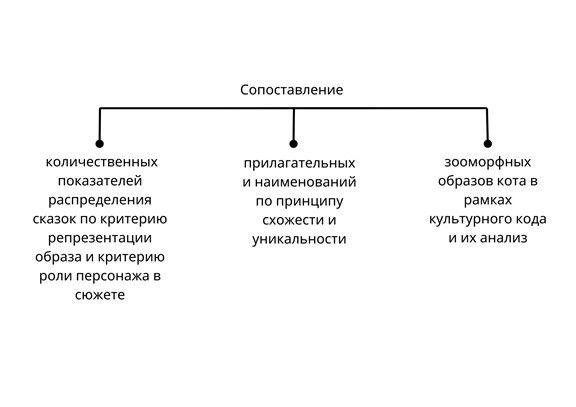 Сопоставление
количественных
показателей
распределения
сказок по критерию
репрезентации
образа и критерию
роли персонажа в
сюжете
прилагательных
и наименований
по принципу
схожести и
уникальности
зооморфных
образов кота в
рамках
культурного кода
и их анализ